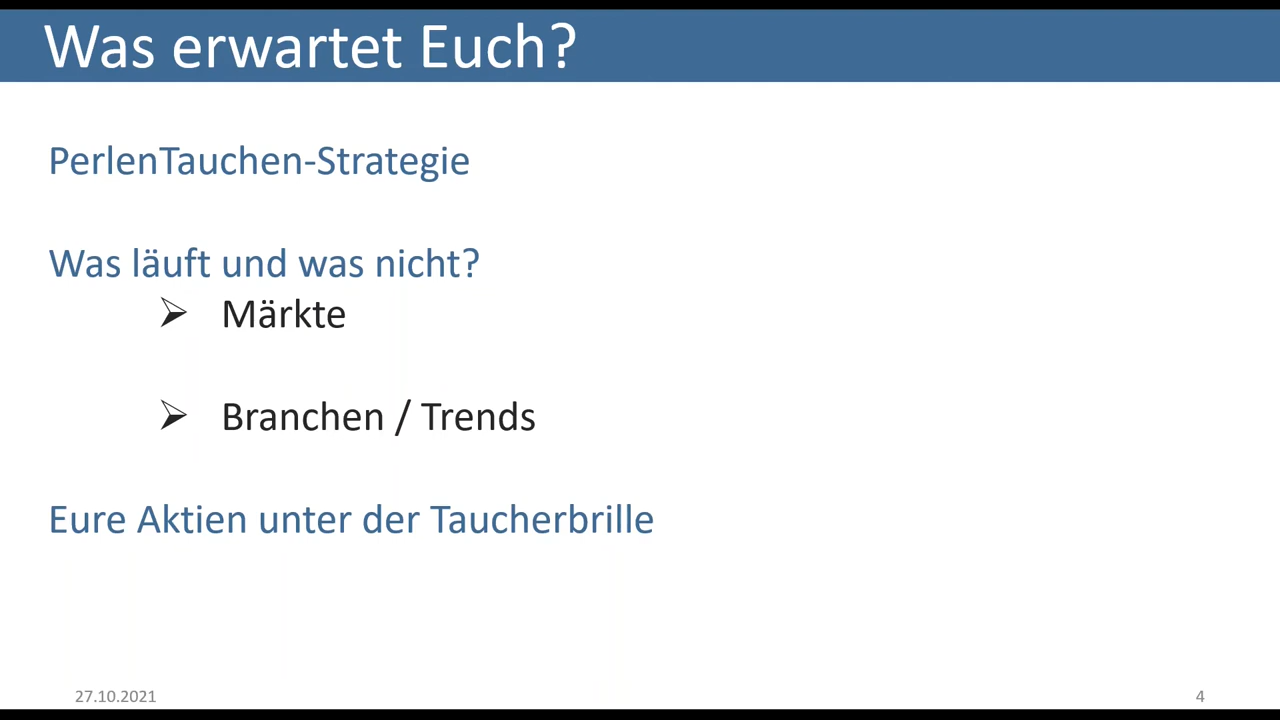 Was erwartet Euch?
PerlenTauchen-Strategie
Was läuft und was nicht?
➢ Märkte
➢ Branchen / Trends
Eure Aktien unter der Taucherbrille
27.10.2021
4